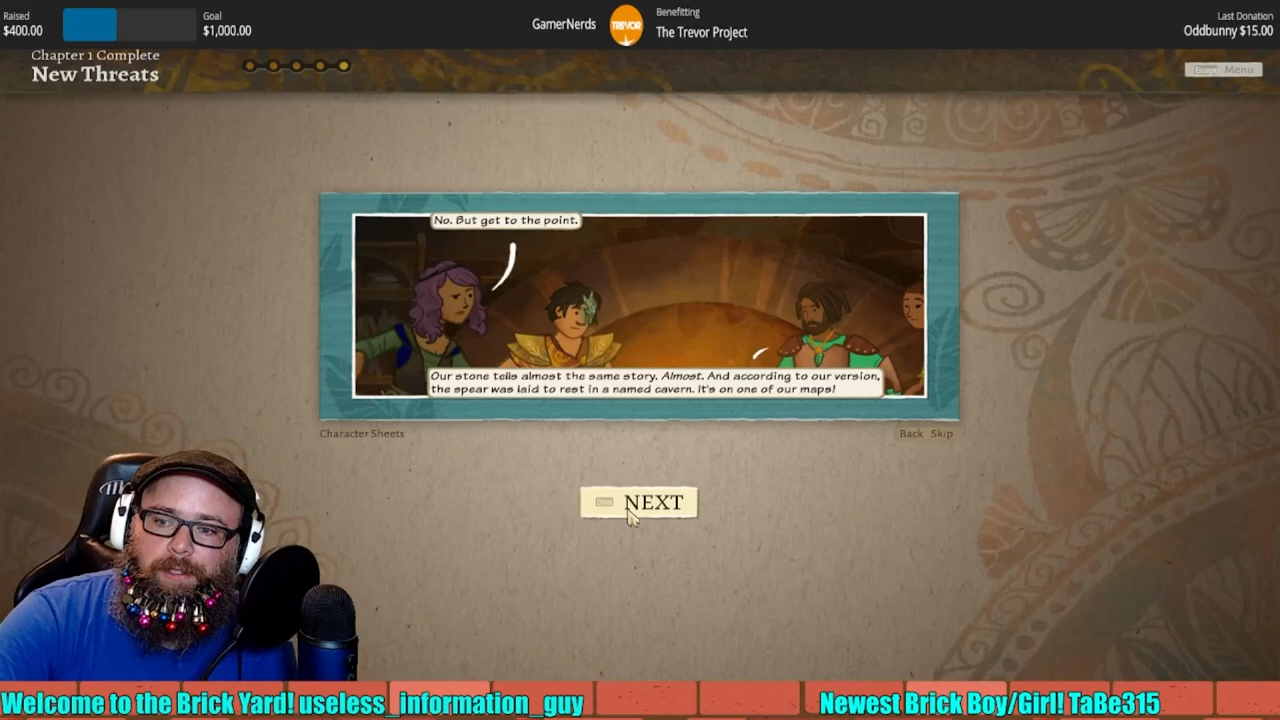 Raised
$400.00
Goal
$1,000.00
GamerNerds
TREVOR
Benefitting
The Trevor Project
Last Donation
Oddbunny $15.00
Chapter 1 Complete
New Threats
Menu
No. But get to the point.
Our stone tells almost the same story. Almost. And according to our version,
the spear was laid to rest in a named cavern. It's on one of our maps!
Character Sheets
Back Skip
NEXT
Welcome to the Brick Yard! useless_information_guy
Newest Brick Boy/Girl! TaBe315